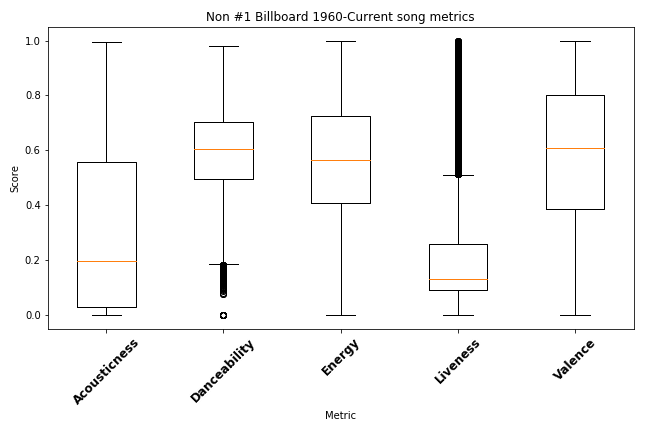 Non #1 Billboard 1960-Current song metrics
1.0
0.8
0.6
0.4
0.2
0.0
Score
Acousticness
Danceability
Energy
Liveness
Valence
Metric